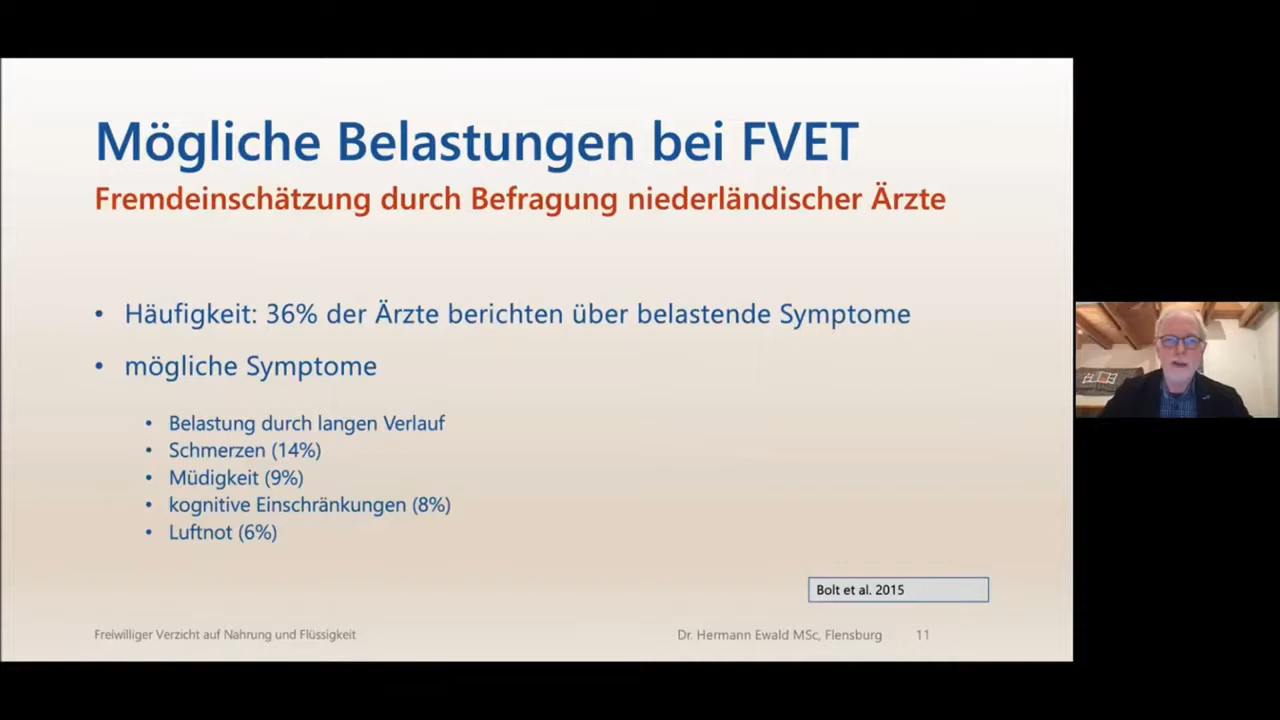 Mögliche Belastungen bei FVET
Fremdeinschätzung durch Befragung niederländischer Ärzte
• Häufigkeit: 36% der Ärzte berichten über belastende Symptome
• mögliche Symptome
• Belastung durch langen Verlauf
• Schmerzen (14%)
• Müdigkeit (9%)
• kognitive Einschränkungen (8%)
• Luftnot (6%)
Bolt et al. 2015
Freiwilliger Verzicht auf Nahrung und Flüssigkeit
Dr. Hermann Ewald MSc, Flensburg 11